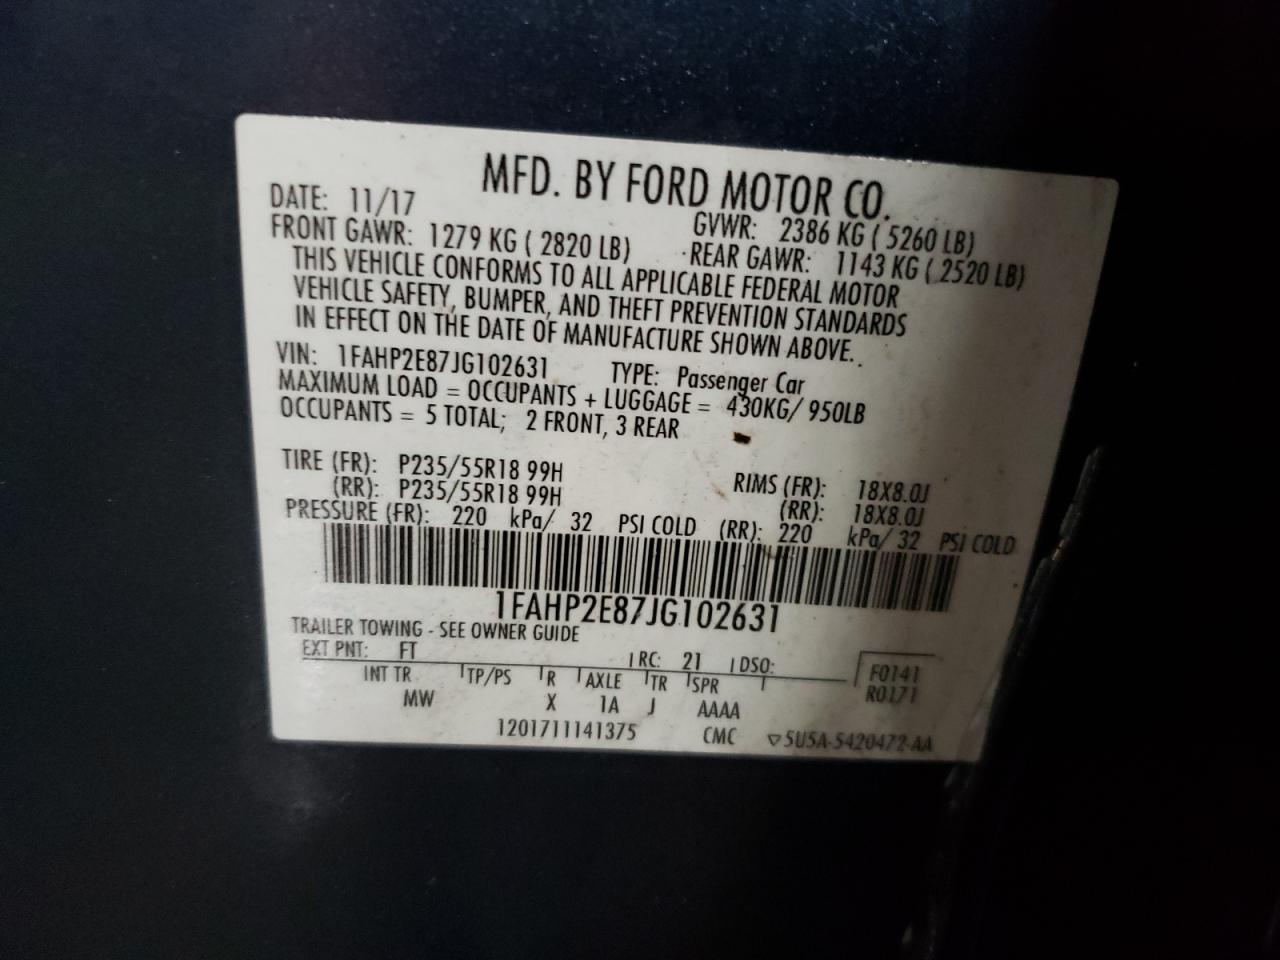 MFD. BY FORD MOTOR CO.
DATE: 11/17 GVWR: 2386 KG ( 5260 LB)
FRONT GAWR: 1279 KG ( 2820 LB) REAR GAWR: 1143 KG ( 2520 LB)
THIS VEHICLE CONFORMS TO ALL APPLICABLE FEDERAL MOTOR
VEHICLE SAFETY, BUMPER, AND THEFT PREVENTION STANDARDS
IN EFFECT ON THE DATE OF MANUFACTURE SHOWN ABOVE.
VIN: 1FAHP2E87JG102631 TYPE: Passenger Car
MAXIMUM LOAD = OCCUPANTS + LUGGAGE = 430KG/ 950LB
OCCUPANTS = 5 TOTAL; 2 FRONT, 3 REAR
TIRE (FR): P235/55R18 99H RIMS (FR): 18X8.0J
(RR): P235/55R18 99H (RR): 18X8.0J
PRESSURE (FR): 220 kPa/ 32 PSI COLD (RR): 220 kPa/ 32 PSI COLD
1FAHP2E87JG102631
TRAILER TOWING - SEE OWNER GUIDE
EXT PNT: FT RC: 21 DSO: F0141
INT TR TP/PS R AXLE TR SPR R0171
MW X 1A J AAAA
1201711141375 CMC ▽5U5A-5420472-AA